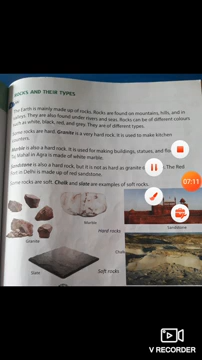 ROCKS AND THEIR TYPES
The Earth is mainly made up of rocks. Rocks are found on mountains, hills, and in
valleys. They are also found under rivers and seas. Rocks can be of different colours
such as white, black, red, and grey. They are of different types.
Some rocks are hard. Granite is a very hard rock. It is used to make kitchen
Marble is also a hard rock. It is used for making buildings, statues, and
Taj Mahal in Agra is made of white marble.
Sandstone is also a hard rock, but it is not as hard as granite The Red
Fort in Delhi is made up of red sandstone.
Some rocks are soft. Chalk and slate are examples of soft rocks.
07:11
Marble
Hard rocks
Sandstone
Granite
Chalk
Slate
Soft rocks
V RECORDER